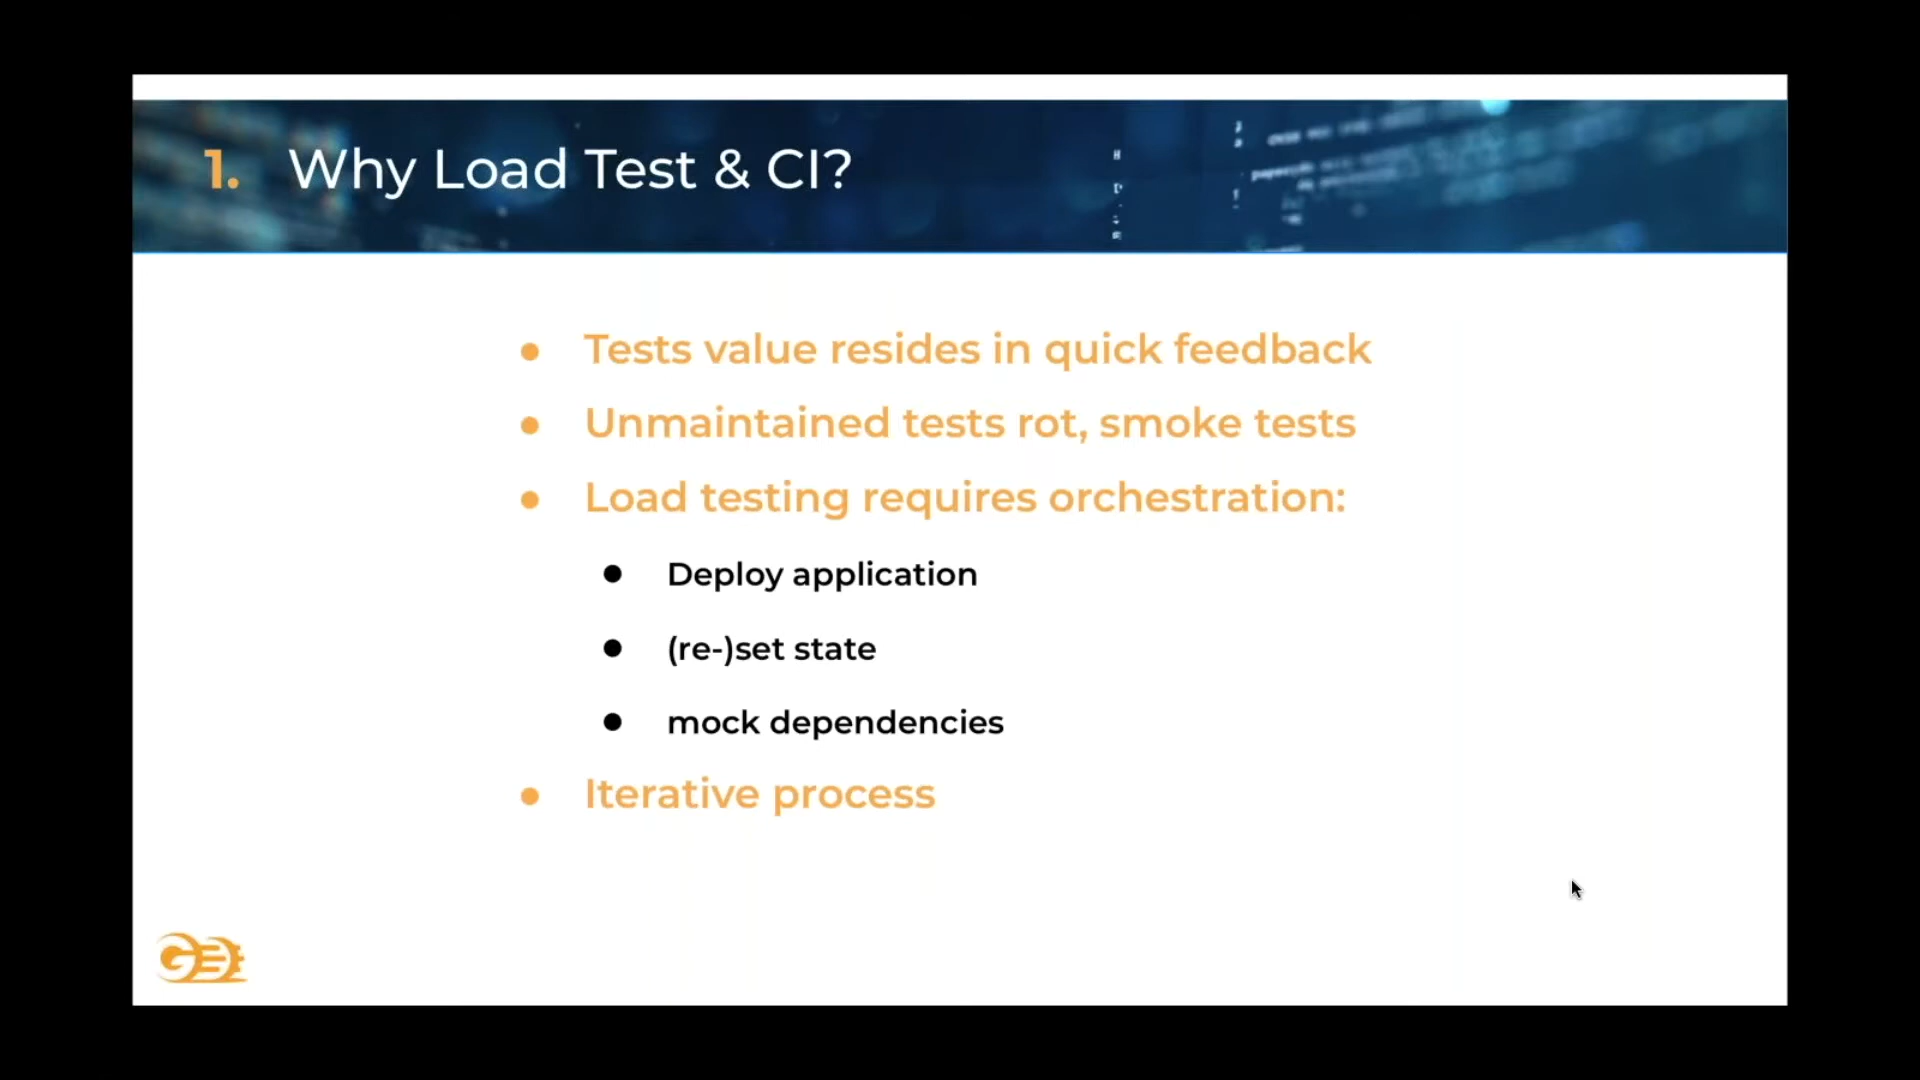 1. Why Load Test & CI?
Tests value resides in quick feedback
Unmaintained tests rot, smoke tests
Load testing requires orchestration:
Deploy application
(re-)set state
mock dependencies
Iterative process